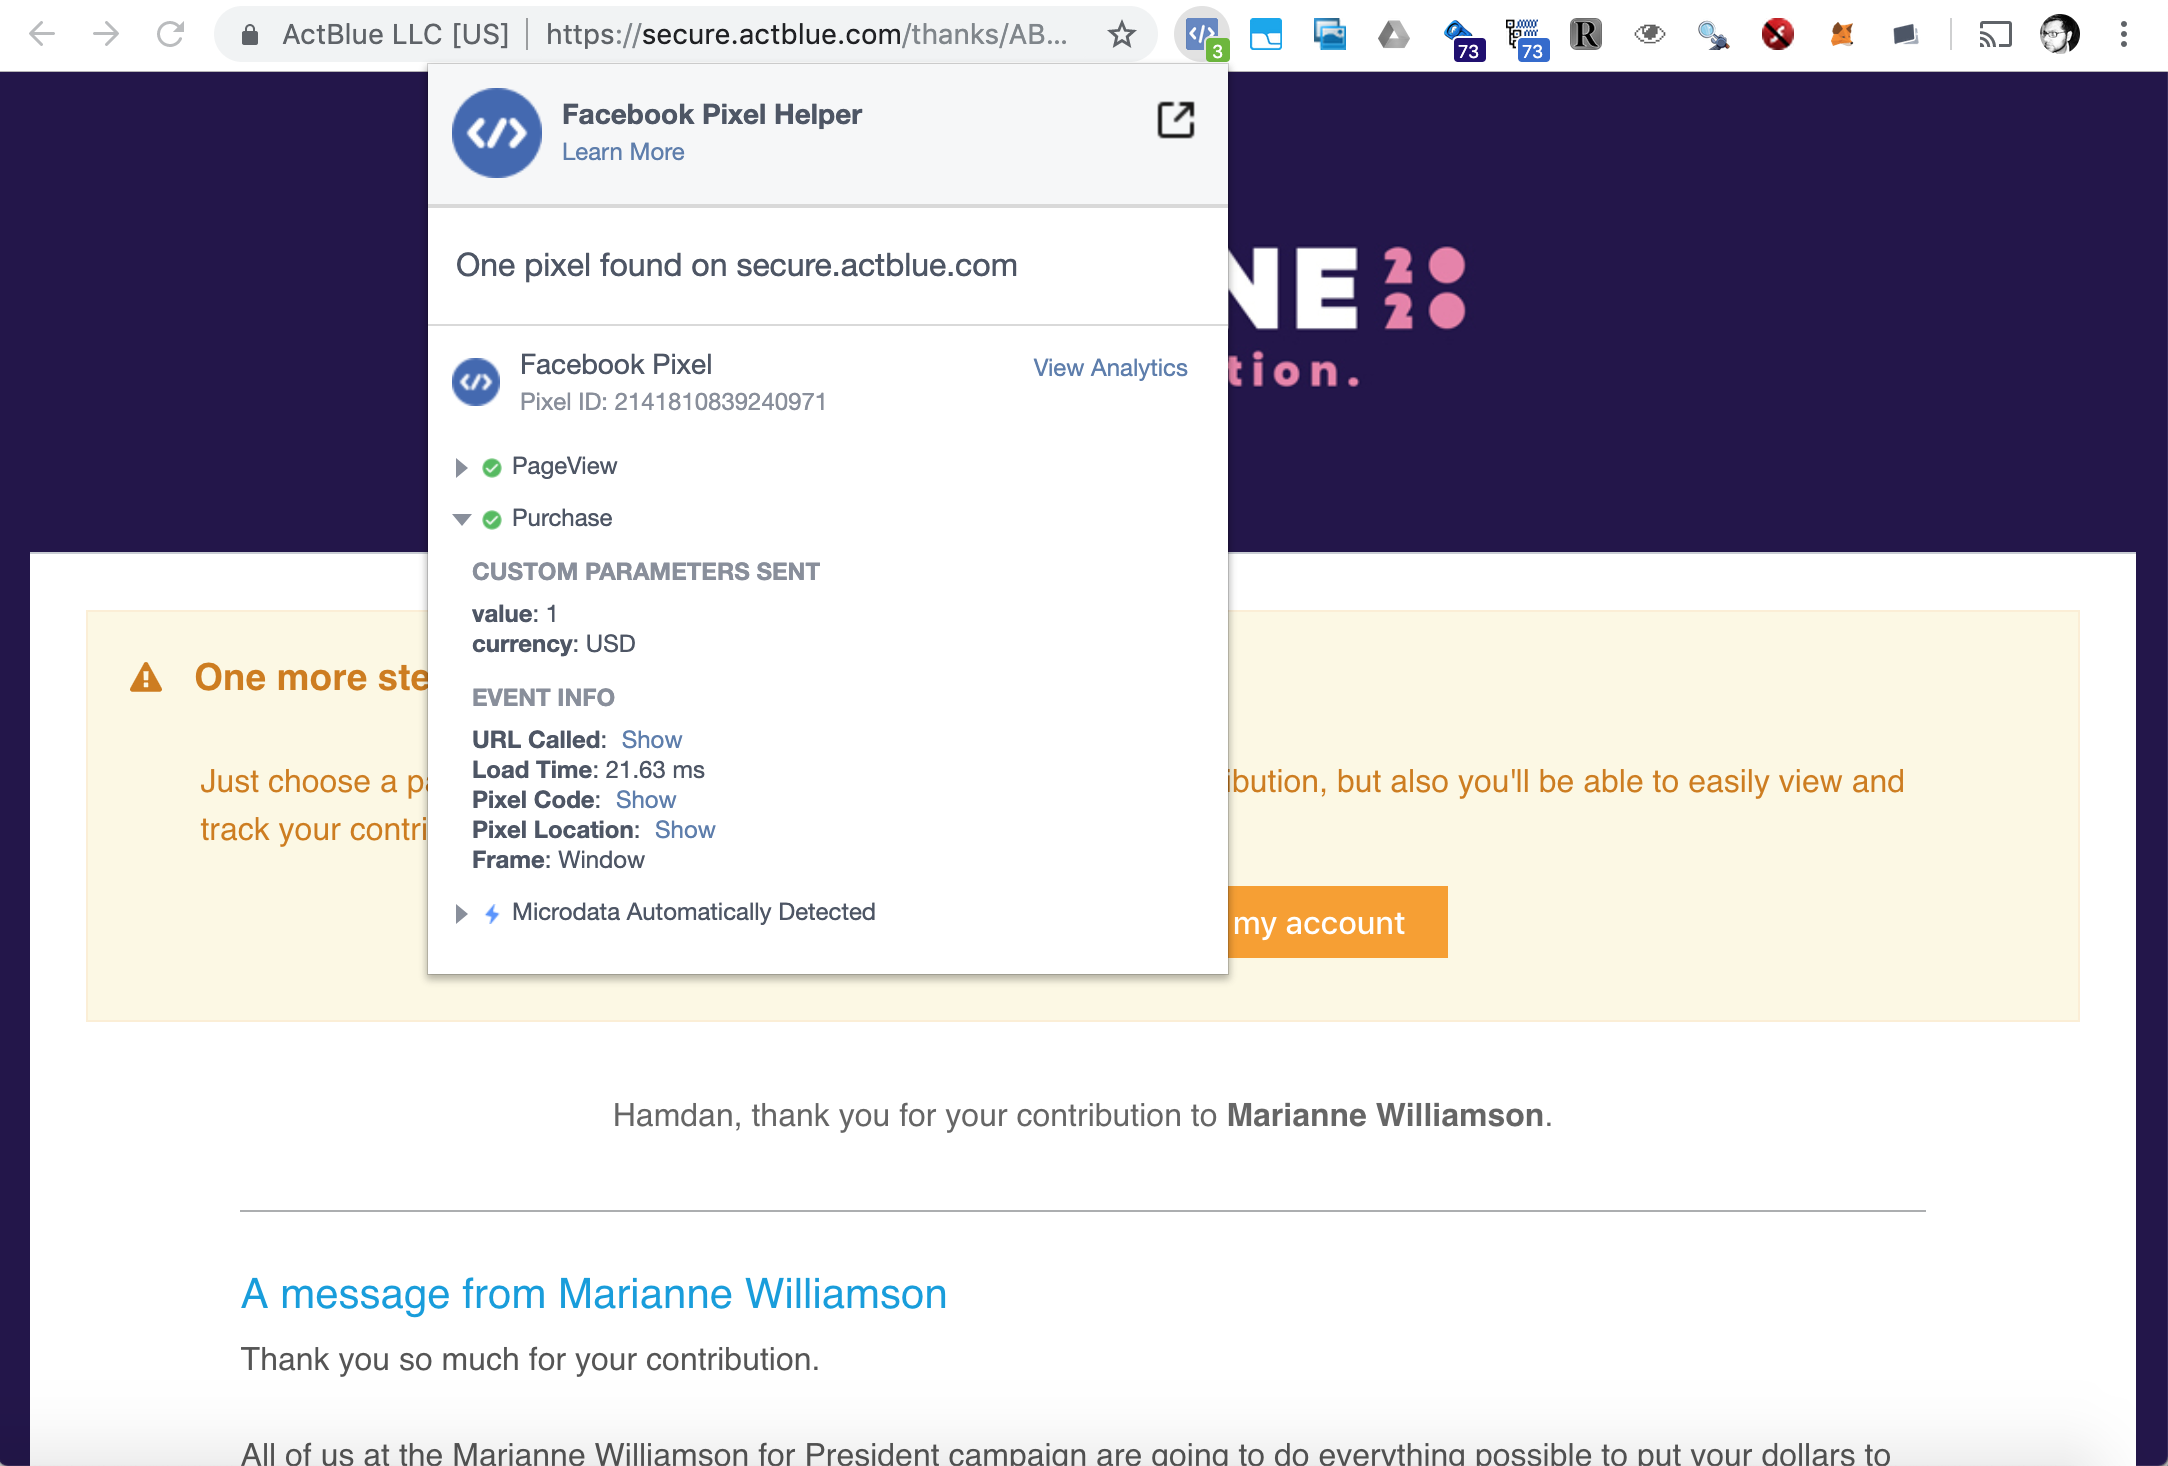 ActBlue LLC [US] | https://secure.actblue.com/thanks/AB...
3
73
73
R
Facebook Pixel Helper
Learn More
One pixel found on secure.actblue.com
NE 2020
tion.
Facebook Pixel
View Analytics
Pixel ID: 2141810839240971
PageView
Purchase
CUSTOM PARAMETERS SENT
value: 1
currency: USD
EVENT INFO
URL Called: Show
Load Time: 21.63 ms
Pixel Code: Show
Pixel Location: Show
Frame: Window
Microdata Automatically Detected
One more ste
Just choose a pa
ibution, but also you'll be able to easily view and
track your contri
my account
Hamdan, thank you for your contribution to Marianne Williamson.
A message from Marianne Williamson
Thank you so much for your contribution.
All of us at the Marianne Williamson for President campaign are going to do everything possible to put your dollars to